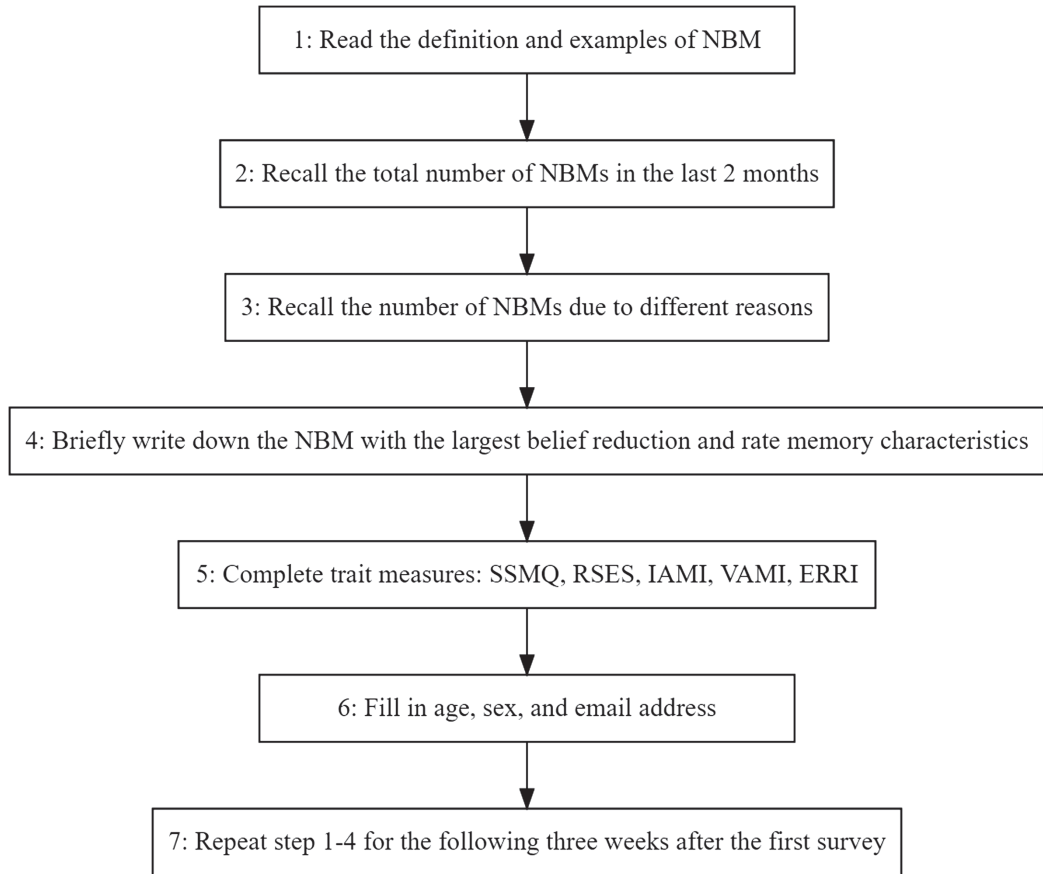 1: Read the definition and examples of NBM
2: Recall the total number of NBMs in the last 2 months
3: Recall the number of NBMs due to different reasons
4: Briefly write down the NBM with the largest belief reduction and rate memory characteristics
5: Complete trait measures: SSMQ, RSES, IAMI, VAMI, ERRI
6: Fill in age, sex, and email address
7: Repeat step 1-4 for the following three weeks after the first survey